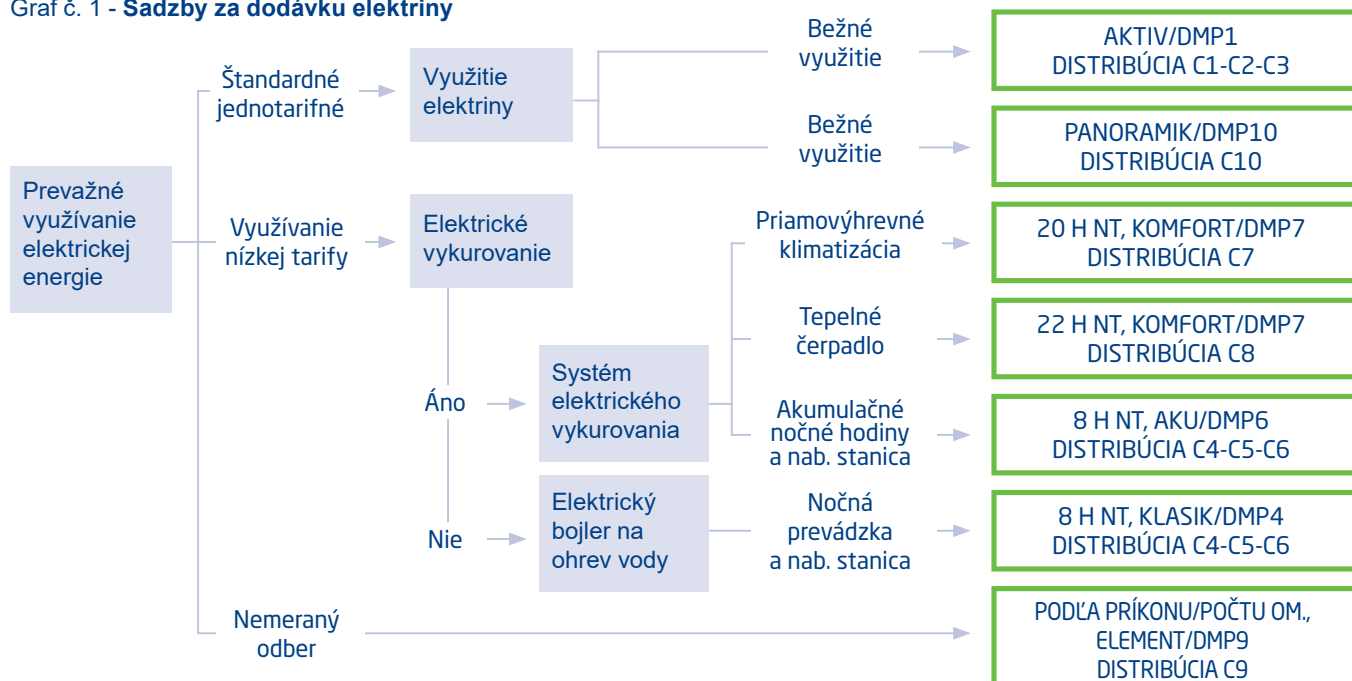 Graf č. 1 - Sadzby za dodávku elektriny
Prevažné
využívanie
elektrickej
energie
Štandardné
jednotarifné
Využitie
elektriny
Bežné
využitie
AKTIV/DMP1
DISTRIBÚCIA C1-C2-C3
Bežné
využitie
PANORAMIK/DMP10
DISTRIBÚCIA C10
Využívanie
nízkej tarify
Elektrické
vykurovanie
Áno
Systém
elektrického
vykurovania
Priamovýhrevné
klimatizácia
20 H NT, KOMFORT/DMP7
DISTRIBÚCIA C7
Tepelné
čerpadlo
22 H NT, KOMFORT/DMP7
DISTRIBÚCIA C8
Akumulačné
nočné hodiny
a nab. stanica
8 H NT, AKU/DMP6
DISTRIBÚCIA C4-C5-C6
Nie
Elektrický
bojler na
ohrev vody
Nočná
prevádzka
a nab. stanica
8 H NT, KLASIK/DMP4
DISTRIBÚCIA C4-C5-C6
Nemeraný
odber
PODĽA PRÍKONU/POČTU OM.,
ELEMENT/DMP9
DISTRIBÚCIA C9